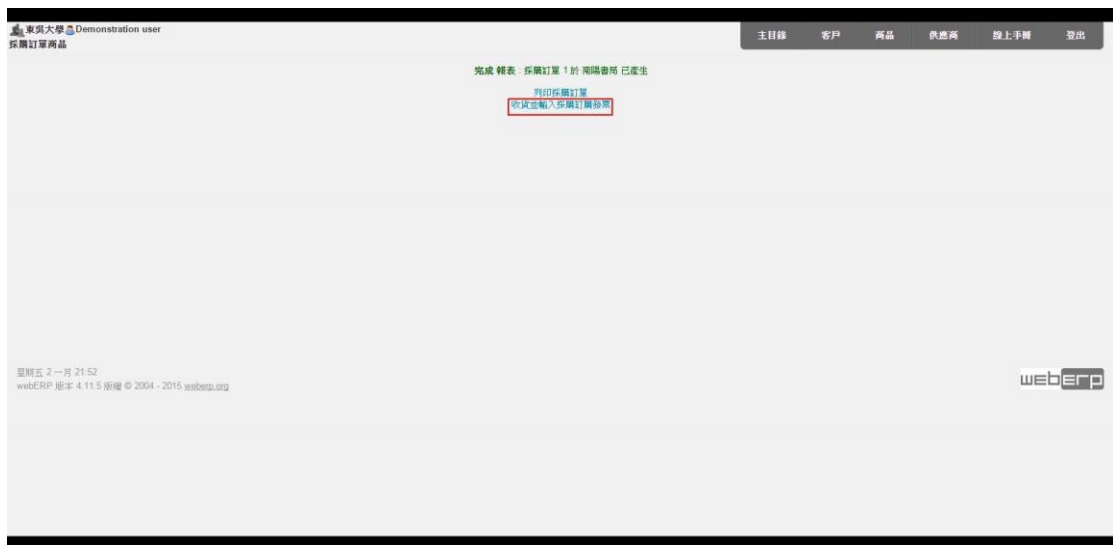 東吳大學 Demonstration user
採購訂單商品
主目錄 客戶 商品 供應商 線上手冊 登出
完成 報表 : 採購訂單 1 於 南陽書局 已產生
列印採購訂單
收貨並輸入採購訂購發票
星期五 2 一月 21:52
webERP 版本 4.11.5 版權 © 2004 - 2015 weberp.org
weberp